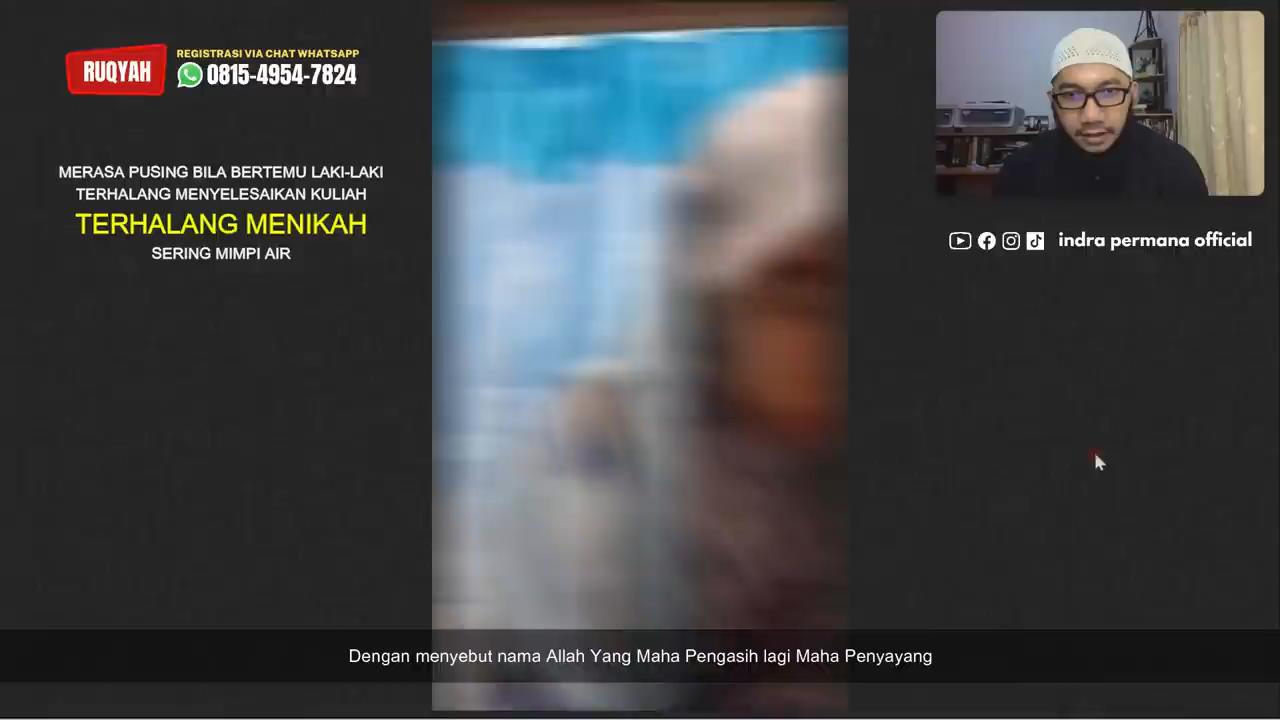 RUQYAH
REGISTRASI VIA CHAT WHATSAPP
0815-4954-7824
MERASA PUSING BILA BERTEMU LAKI-LAKI
TERHALANG MENYELESAIKAN KULIAH
TERHALANG MENIKAH
SERING MIMPI AIR
indra permana official
Dengan menyebut nama Allah Yang Maha Pengasih lagi Maha Penyayang